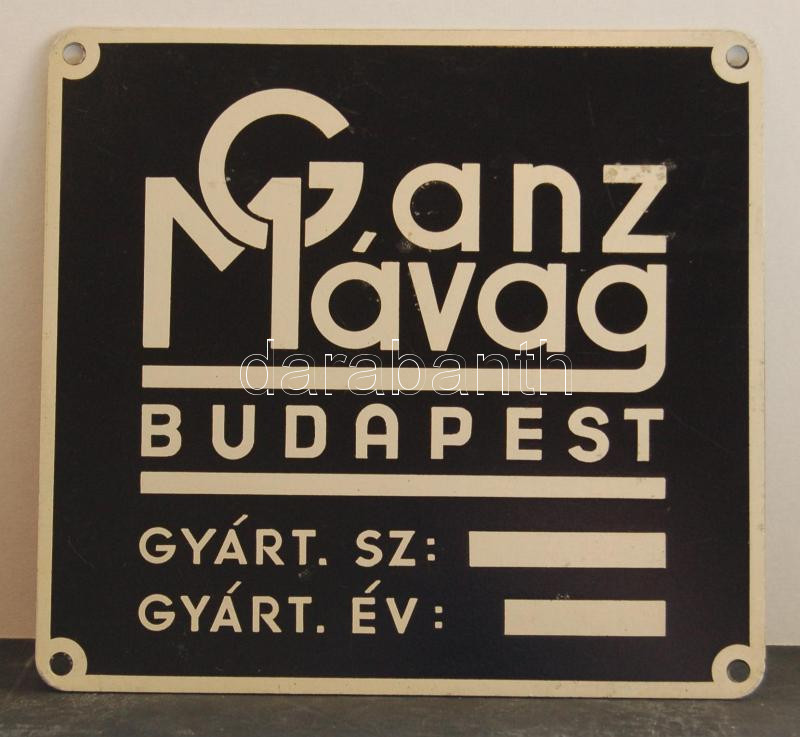 Ganz
Mávag
darabanth
BUDAPEST
GYÁRT. SZ:
GYÁRT. ÉV: